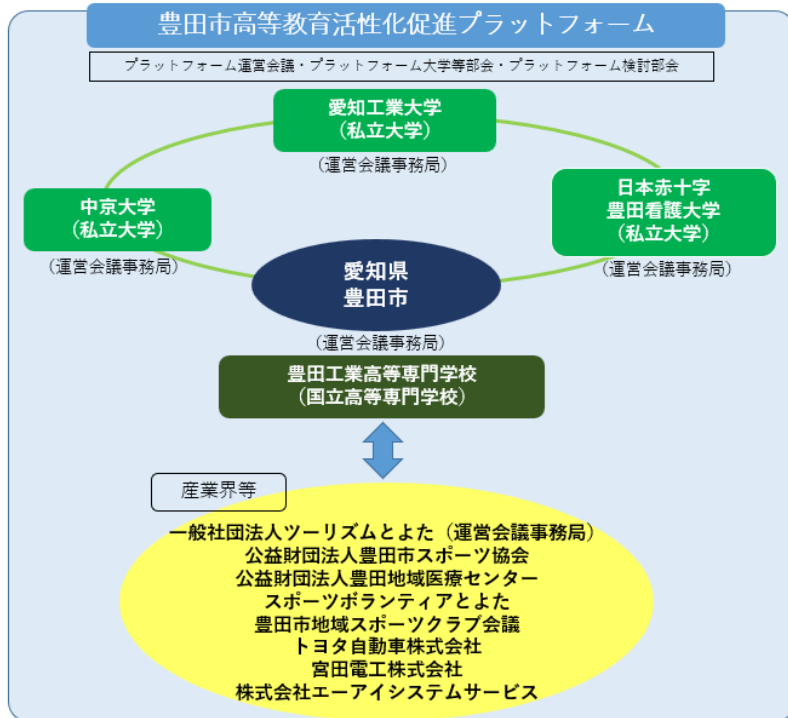 豊田市高等教育活性化促進プラットフォーム
プラットフォーム運営会議・プラットフォーム大学等部会・プラットフォーム検討部会
愛知工業大学
(私立大学)
(運営会議事務局)
中京大学
(私立大学)
(運営会議事務局)
日本赤十字
豊田看護大学
(私立大学)
(運営会議事務局)
愛知県
豊田市
(運営会議事務局)
豊田工業高等専門学校
(国立高等専門学校)
産業界等
一般社団法人ツーリズムとよた（運営会議事務局）
公益財団法人豊田市スポーツ協会
公益財団法人豊田地域医療センター
スポーツボランティアとよた
豊田市地域スポーツクラブ会議
トヨタ自動車株式会社
宮田電工株式会社
株式会社エーアイシステムサービス